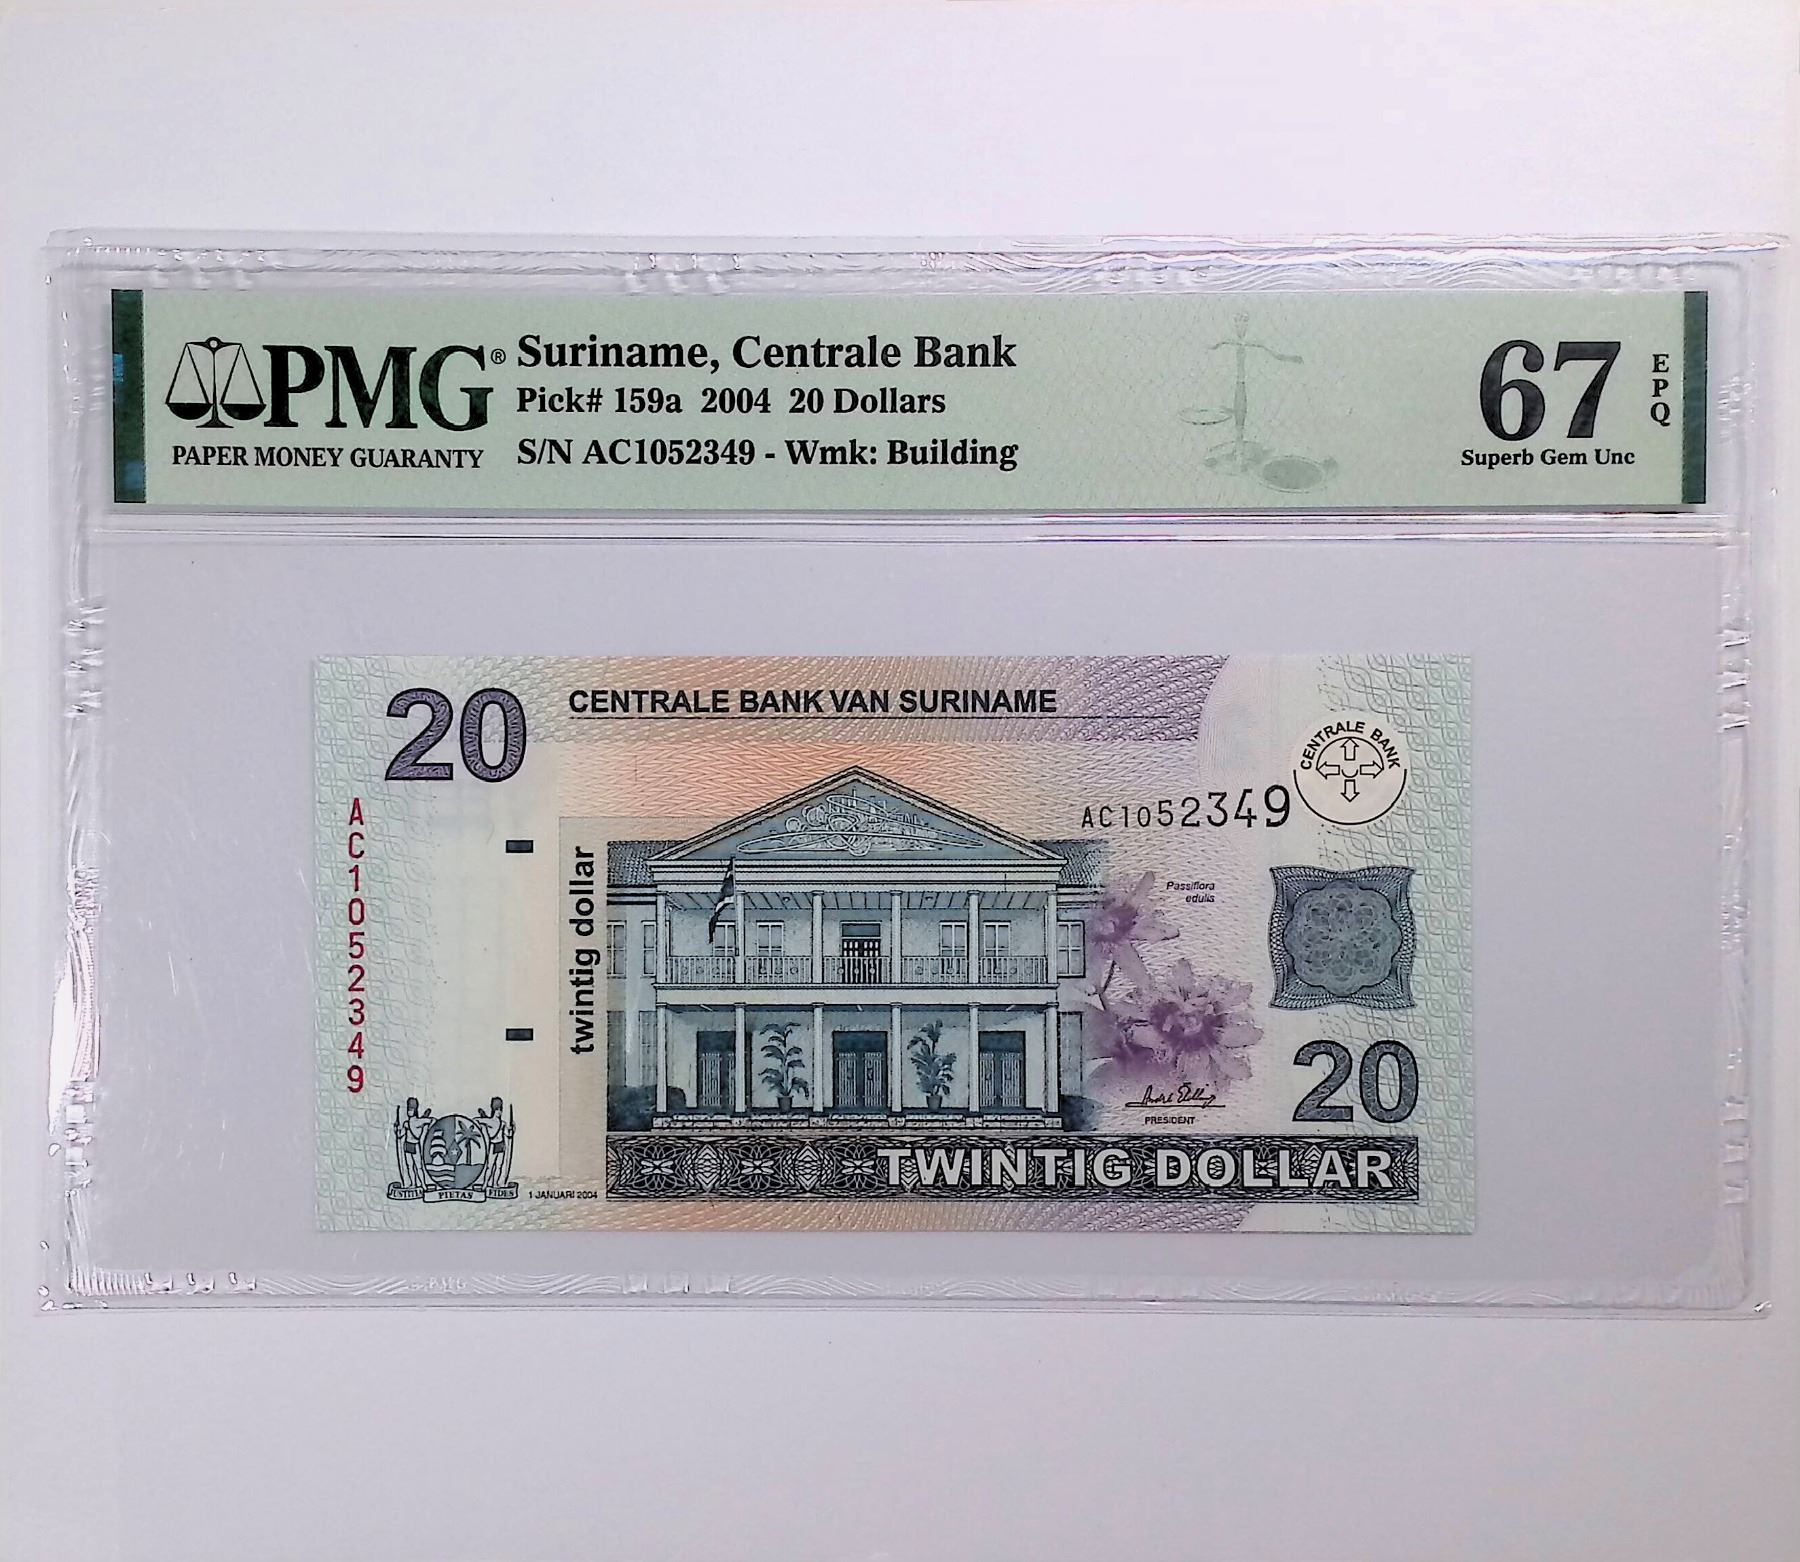 PMG®
PAPER MONEY GUARANTY
Suriname, Centrale Bank
Pick# 159a 2004 20 Dollars
S/N AC1052349 - Wmk: Building
67
EPQ
Superb Gem Unc
20
CENTRALE BANK VAN SURINAME
CENTRALE BANK
AC1052349
AC1052349
twintig dollar
Passiflora
edulis
20
PRESIDENT
JUSTITIA PIETAS FIDES
1 JANUARI 2004
TWINTIG DOLLAR